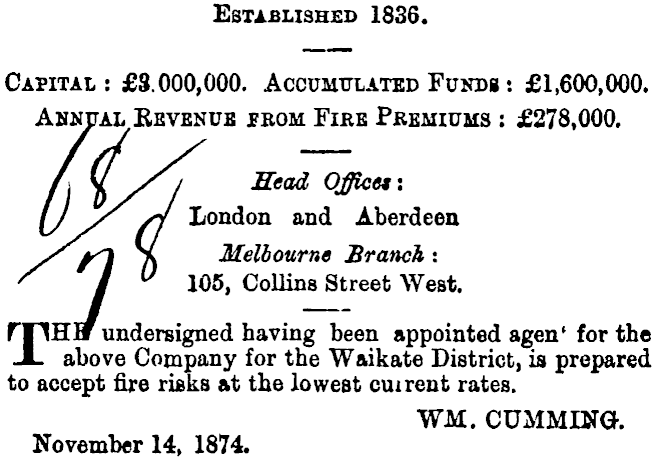 ESTABLISHED 1836.
CAPITAL : £3.000,000. ACCUMULATED FUNDS : £1,600,000.
ANNUAL REVENUE FROM FIRE PREMIUMS : £278,000.
68/78
Head Offices :
London and Aberdeen
Melbourne Branch :
105, Collins Street West.
THE undersigned having been appointed agen' for the
above Company for the Waikate District, is prepared
to accept fire risks at the lowest current rates.
WM. CUMMING.
November 14, 1874.